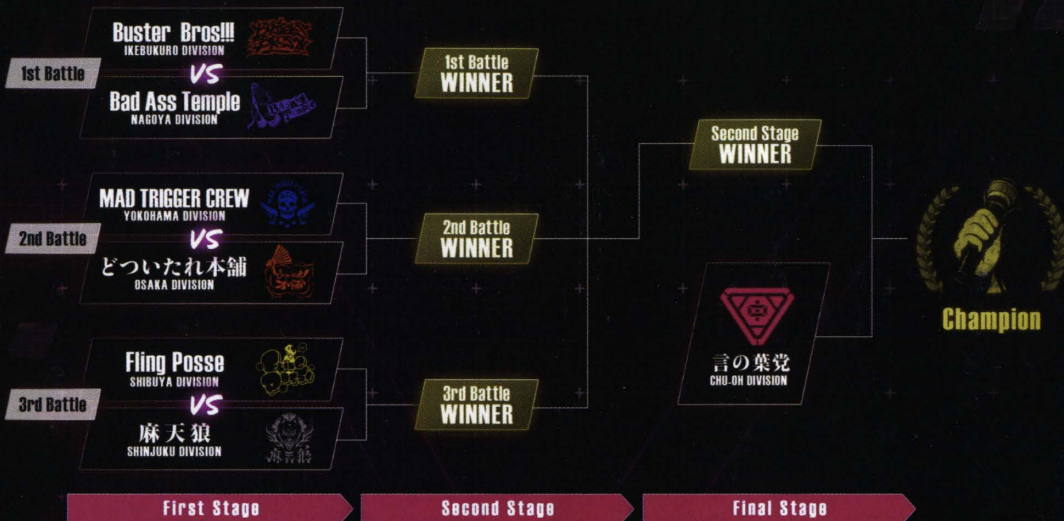 Buster Bros!!!
IKEBUKURO DIVISION
1st Battle
VS
Bad Ass Temple
NAGOYA DIVISION
1st Battle
WINNER
MAD TRIGGER CREW
YOKOHAMA DIVISION
2nd Battle
VS
どついたれ本舗
OSAKA DIVISION
2nd Battle
WINNER
Fling Posse
SHIBUYA DIVISION
3rd Battle
VS
麻天狼
SHINJUKU DIVISION
3rd Battle
WINNER
Second Stage
WINNER
言の葉党
CHU-OH DIVISION
Champion
First Stage
Second Stage
Final Stage